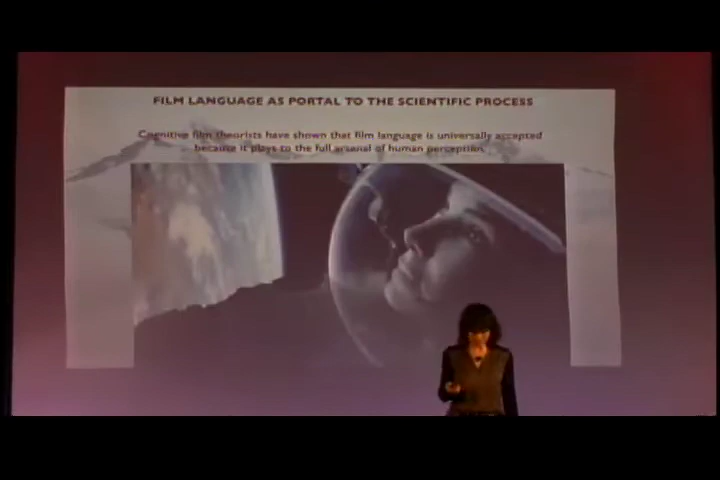 FILM LANGUAGE AS PORTAL TO THE SCIENTIFIC PROCESS
Cognitive film theorists have shown that film language is universally accepted
because it plays to the full arsenal of human perception.